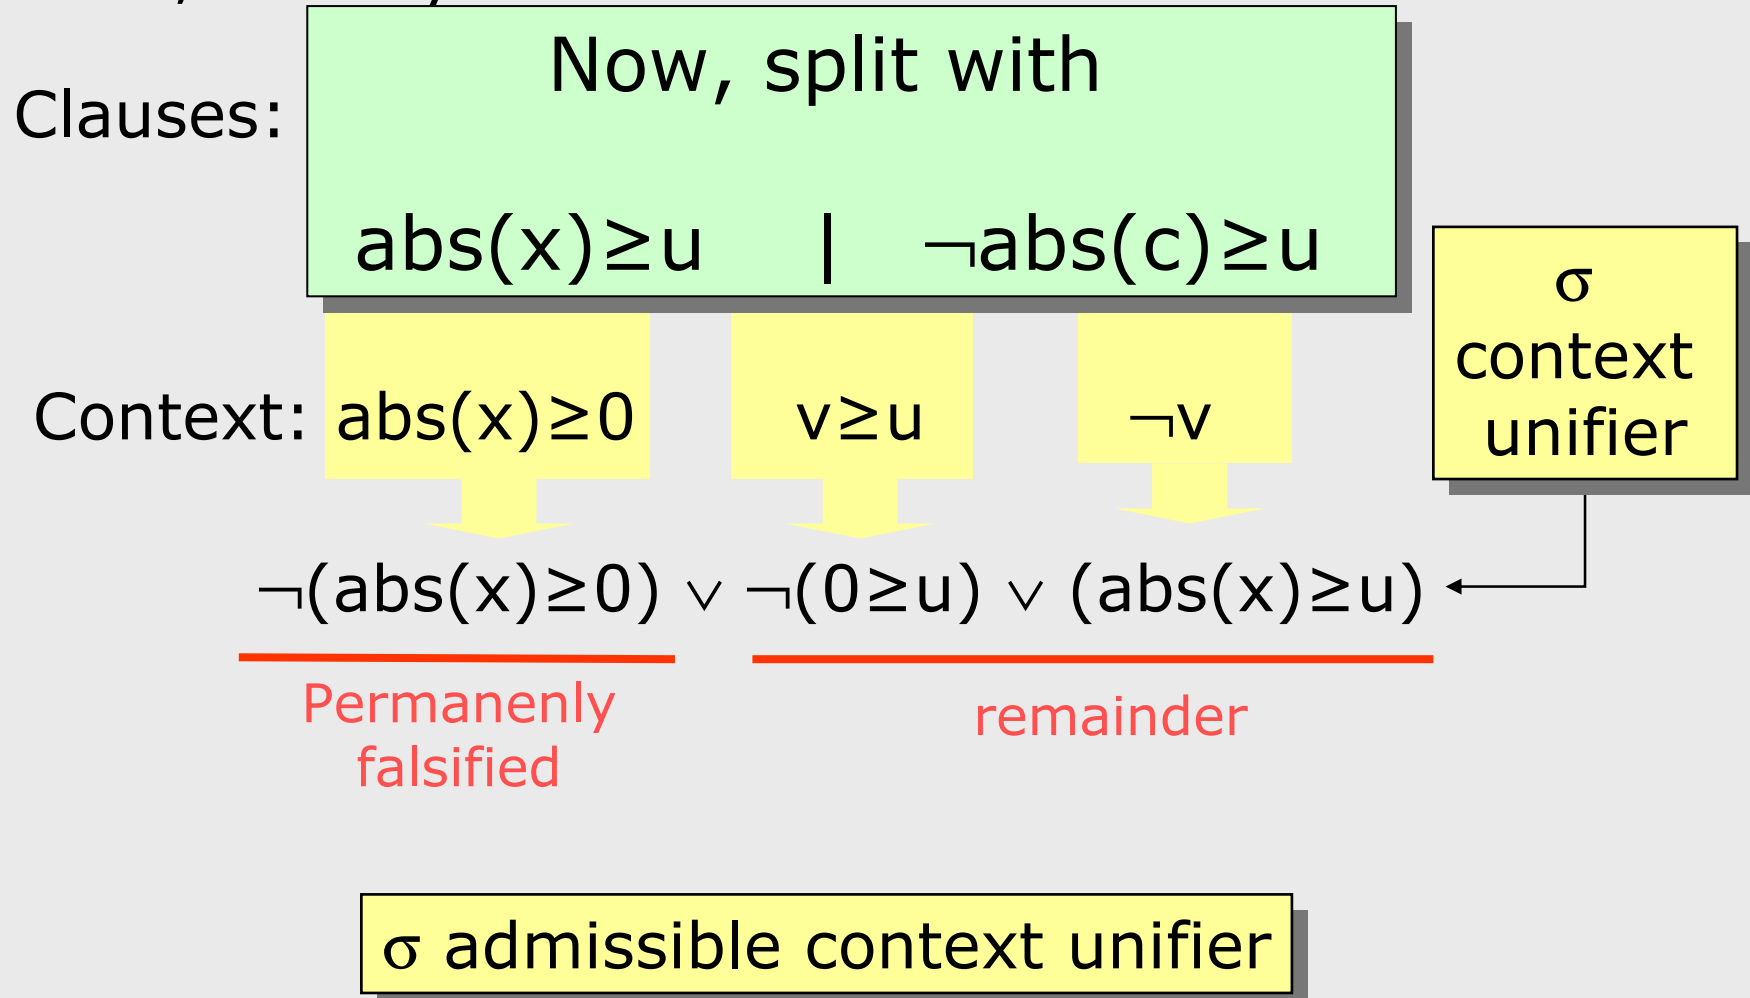 Now, split with
Clauses:
abs(x)≥u | ¬abs(c)≥u
σ
context
unifier
Context: abs(x)≥0 v≥u ¬v
¬(abs(x)≥0) ∨ ¬(0≥u) ∨ (abs(x)≥u)
Permanenly
falsified
remainder
σ admissible context unifier